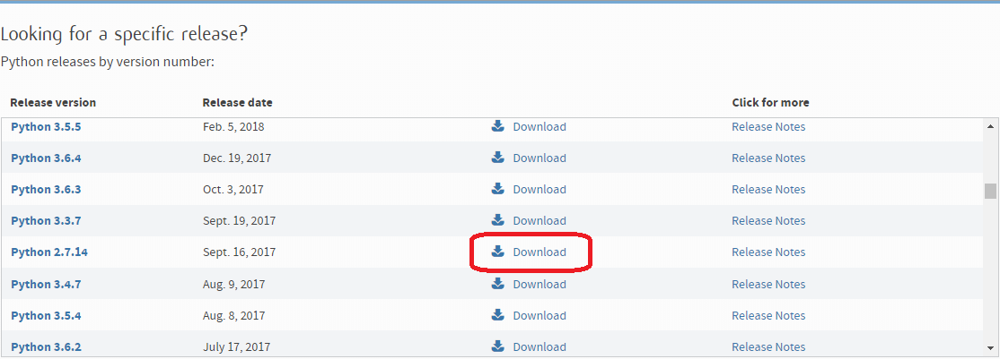 Looking for a specific release?
Python releases by version number:
Release version Release date Click for more
Python 3.5.5 Feb. 5, 2018 Download Release Notes
Python 3.6.4 Dec. 19, 2017 Download Release Notes
Python 3.6.3 Oct. 3, 2017 Download Release Notes
Python 3.3.7 Sept. 19, 2017 Download Release Notes
Python 2.7.14 Sept. 16, 2017 Download Release Notes
Python 3.4.7 Aug. 9, 2017 Download Release Notes
Python 3.5.4 Aug. 8, 2017 Download Release Notes
Python 3.6.2 July 17, 2017 Download Release Notes